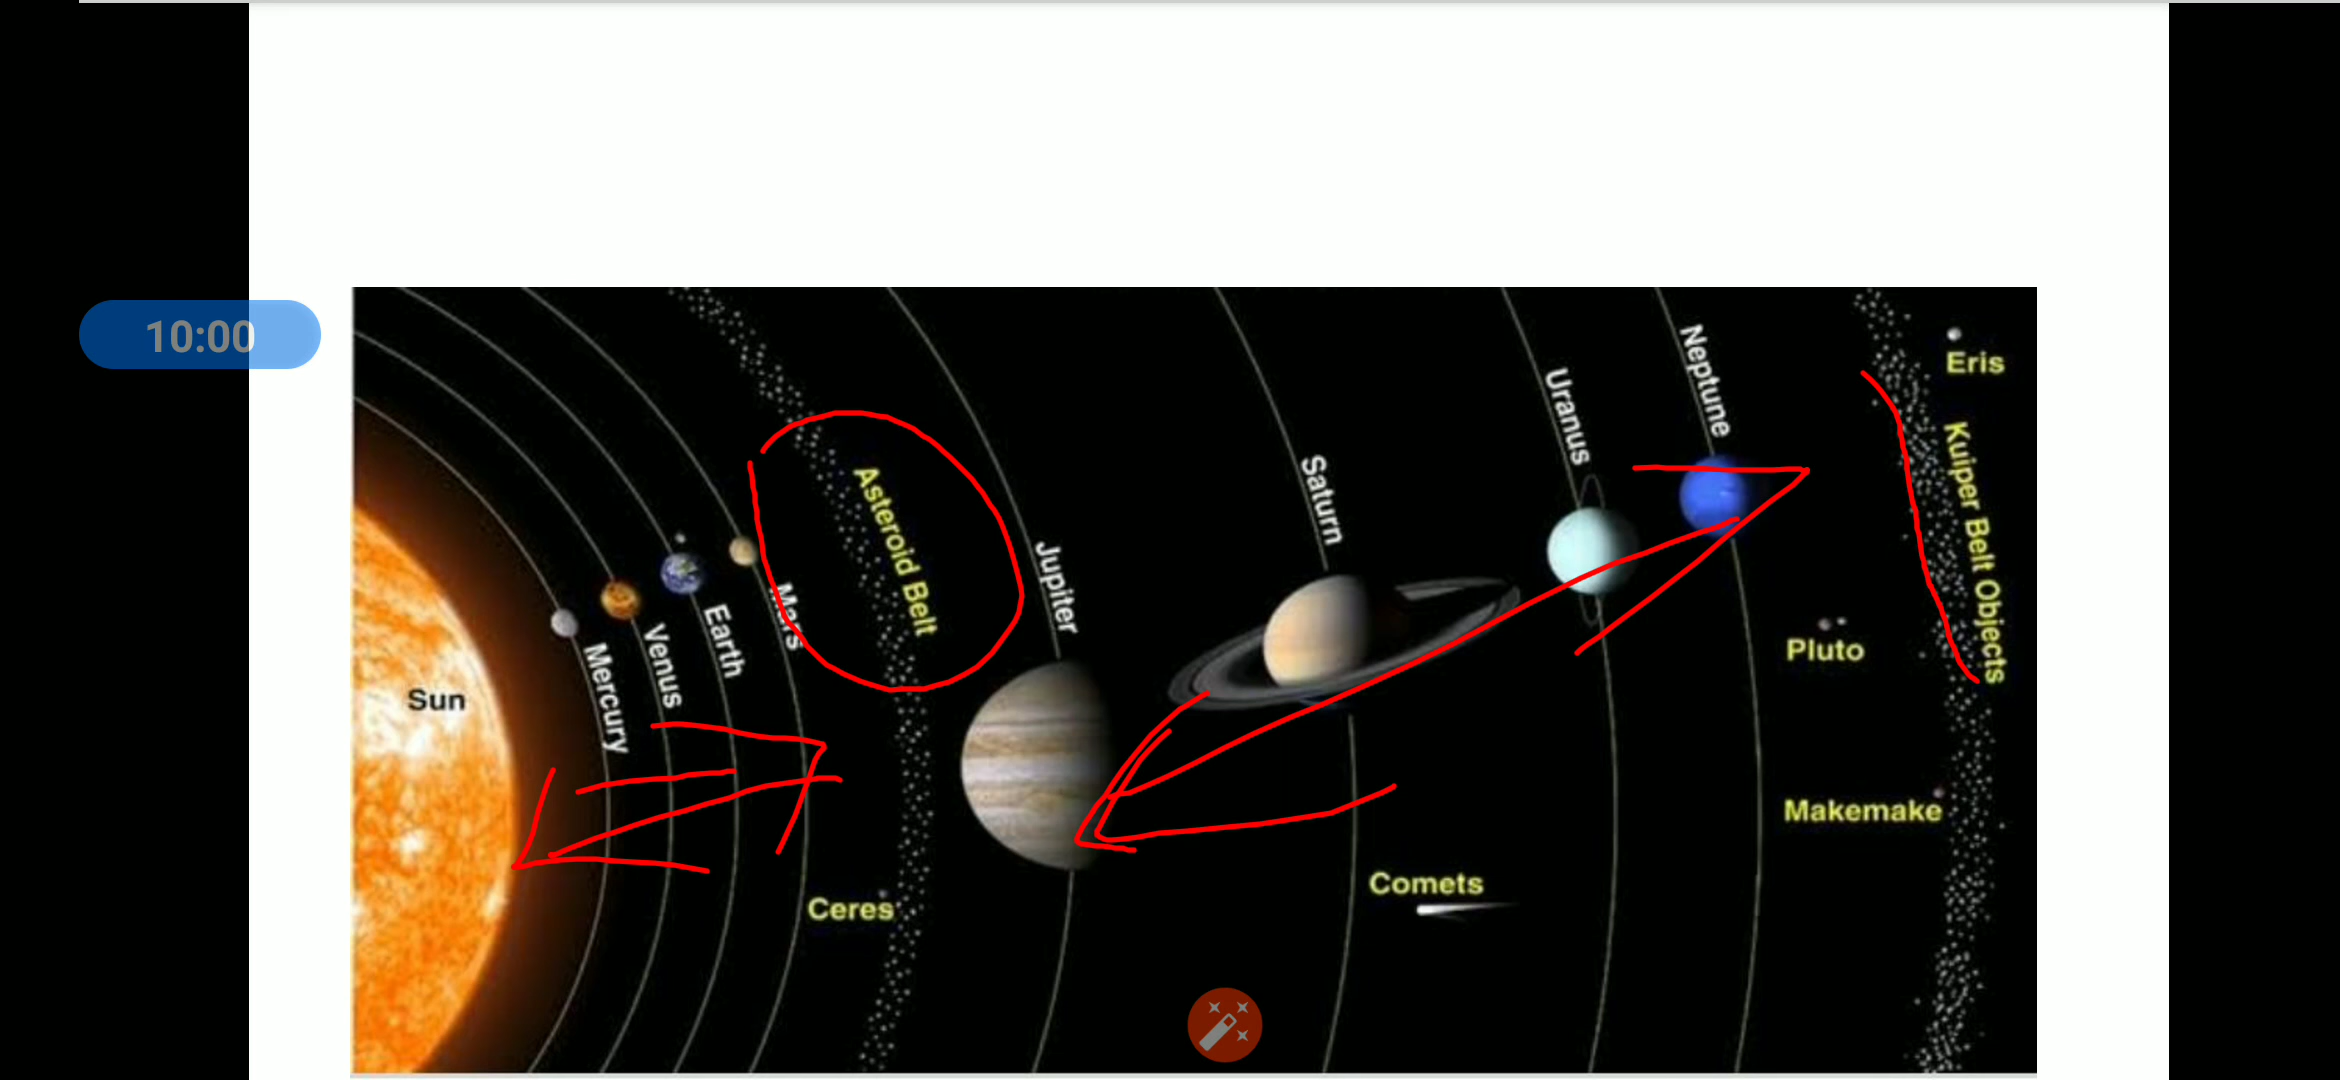 10:00
Sun
Mercury
Venus
Earth
Mars
Asteroid Belt
Ceres
Jupiter
Saturn
Comets
Uranus
Neptune
Pluto
Makemake
Eris
Kuiper Belt Objects